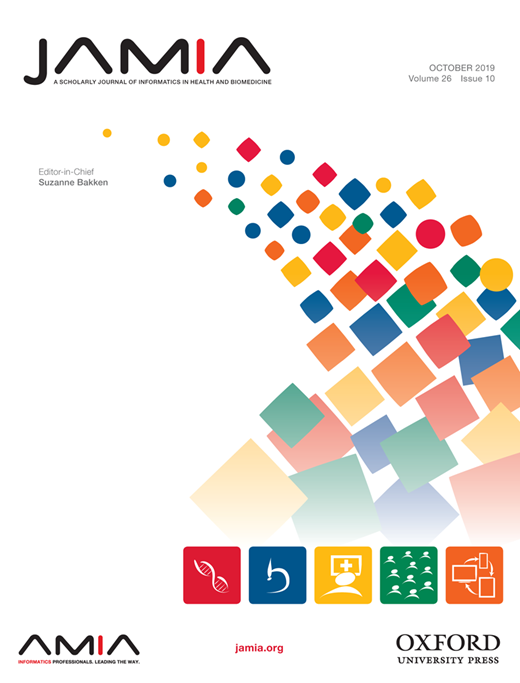 JAMIA
A SCHOLARLY JOURNAL OF INFORMATICS IN HEALTH AND BIOMEDICINE
OCTOBER 2019
Volume 26 Issue 10
Editor-in-Chief
Suzanne Bakken
AMIA
INFORMATICS PROFESSIONALS. LEADING THE WAY.
jamia.org
OXFORD
UNIVERSITY PRESS